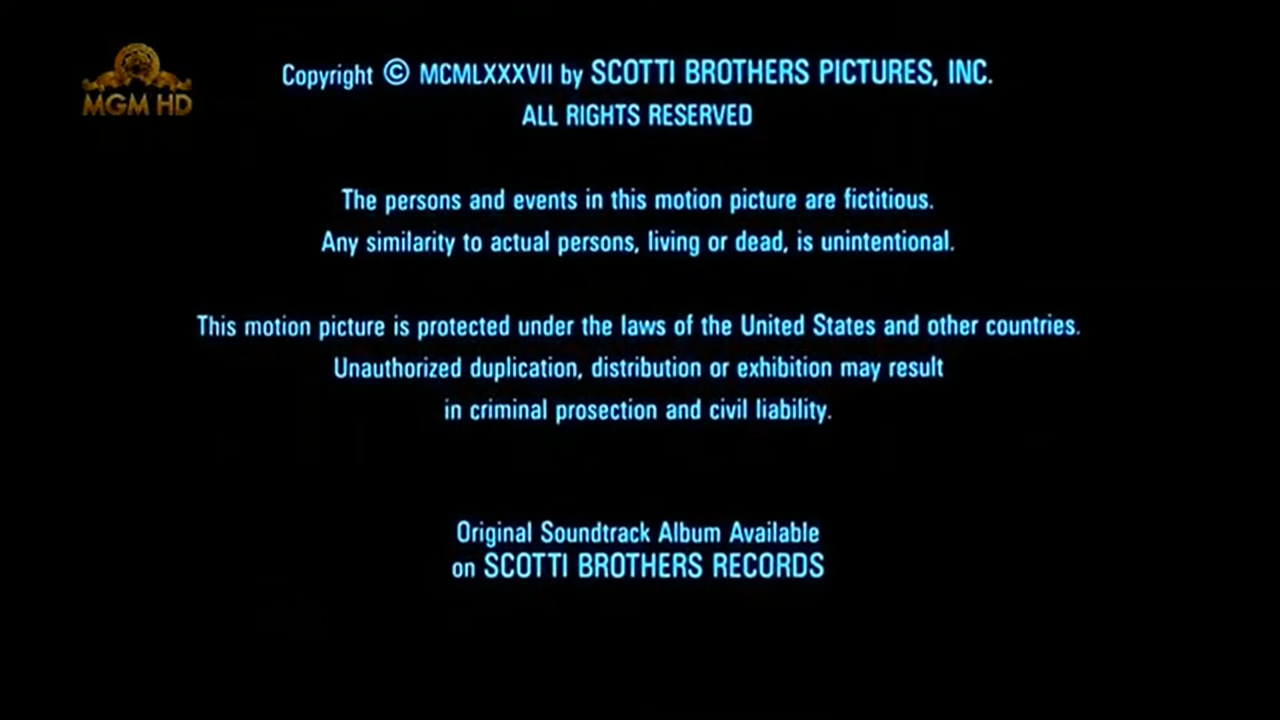 MGM HD
Copyright © MCMLXXXVII by SCOTTI BROTHERS PICTURES, INC.
ALL RIGHTS RESERVED
The persons and events in this motion picture are fictitious.
Any similarity to actual persons, living or dead, is unintentional.
This motion picture is protected under the laws of the United States and other countries.
Unauthorized duplication, distribution or exhibition may result
in criminal prosection and civil liability.
Original Soundtrack Album Available
on SCOTTI BROTHERS RECORDS